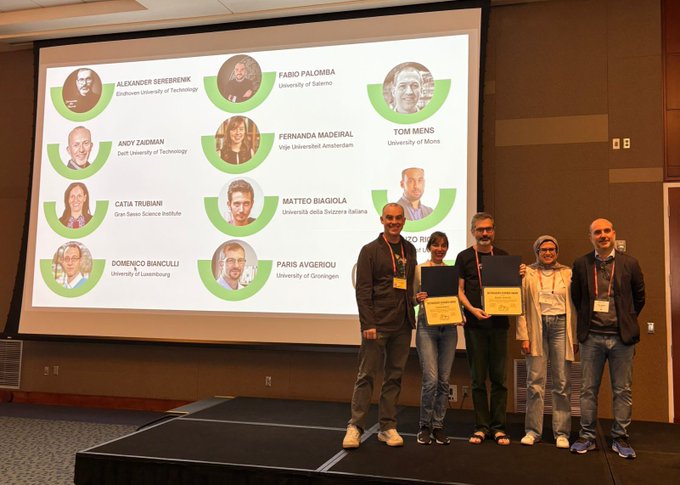 ALEXANDER SEREBRENIK
Eindhoven University of Technology
FABIO PALOMBA
University of Salerno
TOM MENS
University of Mons
ANDY ZAIDMAN
Delft University of Technology
FERNANDA MADEIRAL
Vrije Universiteit Amsterdam
CATIA TRUBIANI
Gran Sasso Science Institute
MATTEO BIAGIOLA
Università della Svizzera italiana
DOMENICO BIANCULLI
University of Luxembourg
PARIS AVGERIOU
University of Groningen